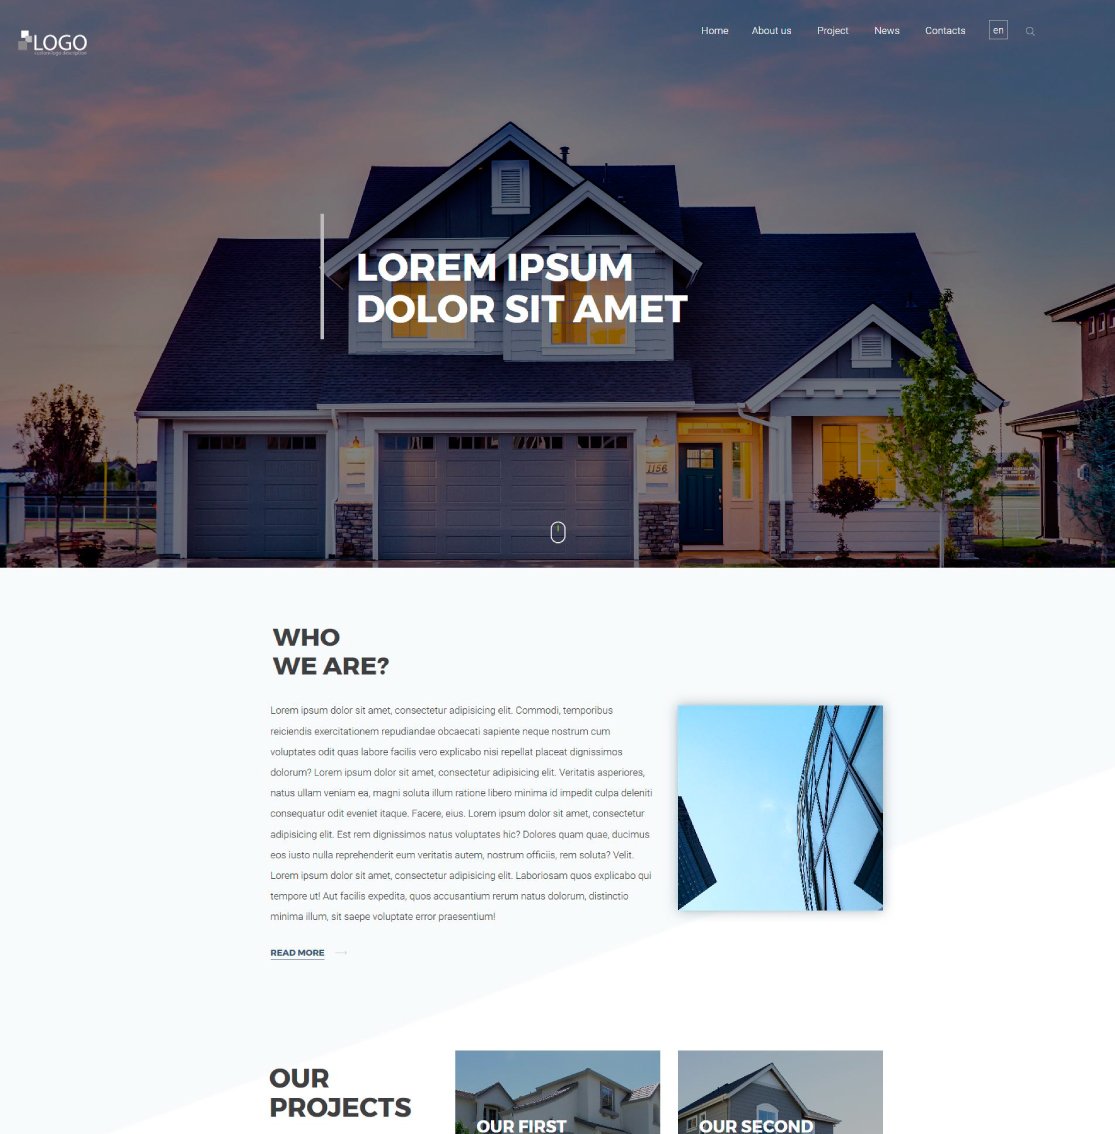 LOGO
custom logo description
Home About us Project News Contacts en
LOREM IPSUM
DOLOR SIT AMET
1156
WHO
WE ARE?
Lorem ipsum dolor sit amet, consectetur adipisicing elit. Commodi, temporibus
reiciendis exercitationem repudiandae obcaecati sapiente neque nostrum cum
voluptates odit quas labore facilis vero explicabo nisi repellat placeat dignissimos
dolorum? Lorem ipsum dolor sit amet, consectetur adipisicing elit. Veritatis asperiores,
natus ullam veniam ea, magni soluta illum ratione libero minima id impedit culpa deleniti
consequatur odit eveniet itaque. Facere, eius. Lorem ipsum dolor sit amet, consectetur
adipisicing elit. Est rem dignissimos natus voluptates hic? Dolores quam quae, ducimus
eos iusto nulla reprehenderit eum veritatis autem, nostrum officiis, rem soluta? Velit.
Lorem ipsum dolor sit amet, consectetur adipisicing elit. Laboriosam quos explicabo qui
tempore ut! Aut facilis expedita, quos accusantium rerum natus dolorum, distinctio
minima illum, sit saepe voluptate error praesentium!
READ MORE
OUR
PROJECTS
OUR FIRST
OUR SECOND